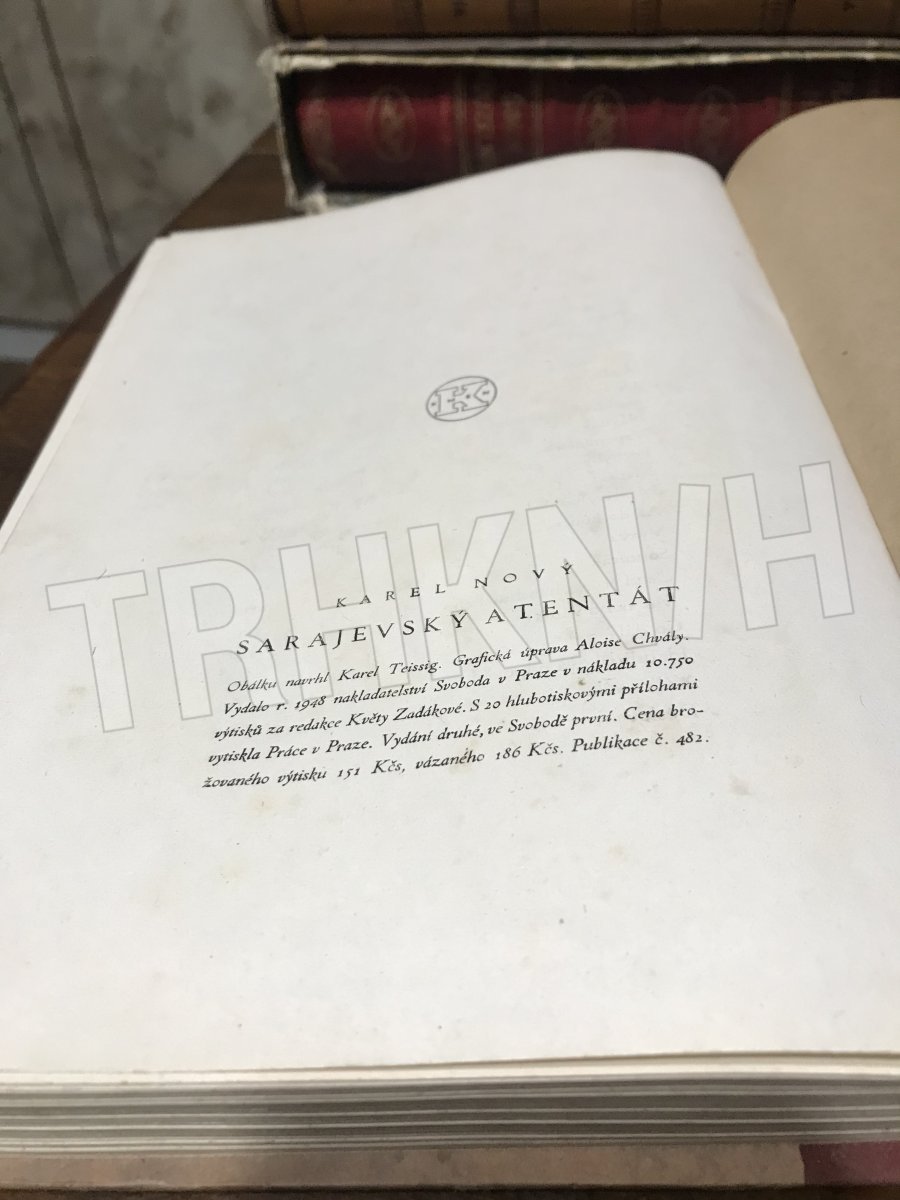 TRHKNIH
KAREL NOVÝ
SARAJEVSKÝ ATENTÁT
Obálku navrhl Karel Teissig. Grafická úprava Aloise Chvály.
Vydalo r. 1948 nakladatelství Svoboda v Praze v nákladu 10.750
výtisků za redakce Květy Zadákové. S 20 hlubotiskovými přílohami
vytiskla Práce v Praze. Vydání druhé, ve Svobodě první. Cena bro-
žovaného výtisku 151 Kčs, vázaného 186 Kčs. Publikace č. 482.